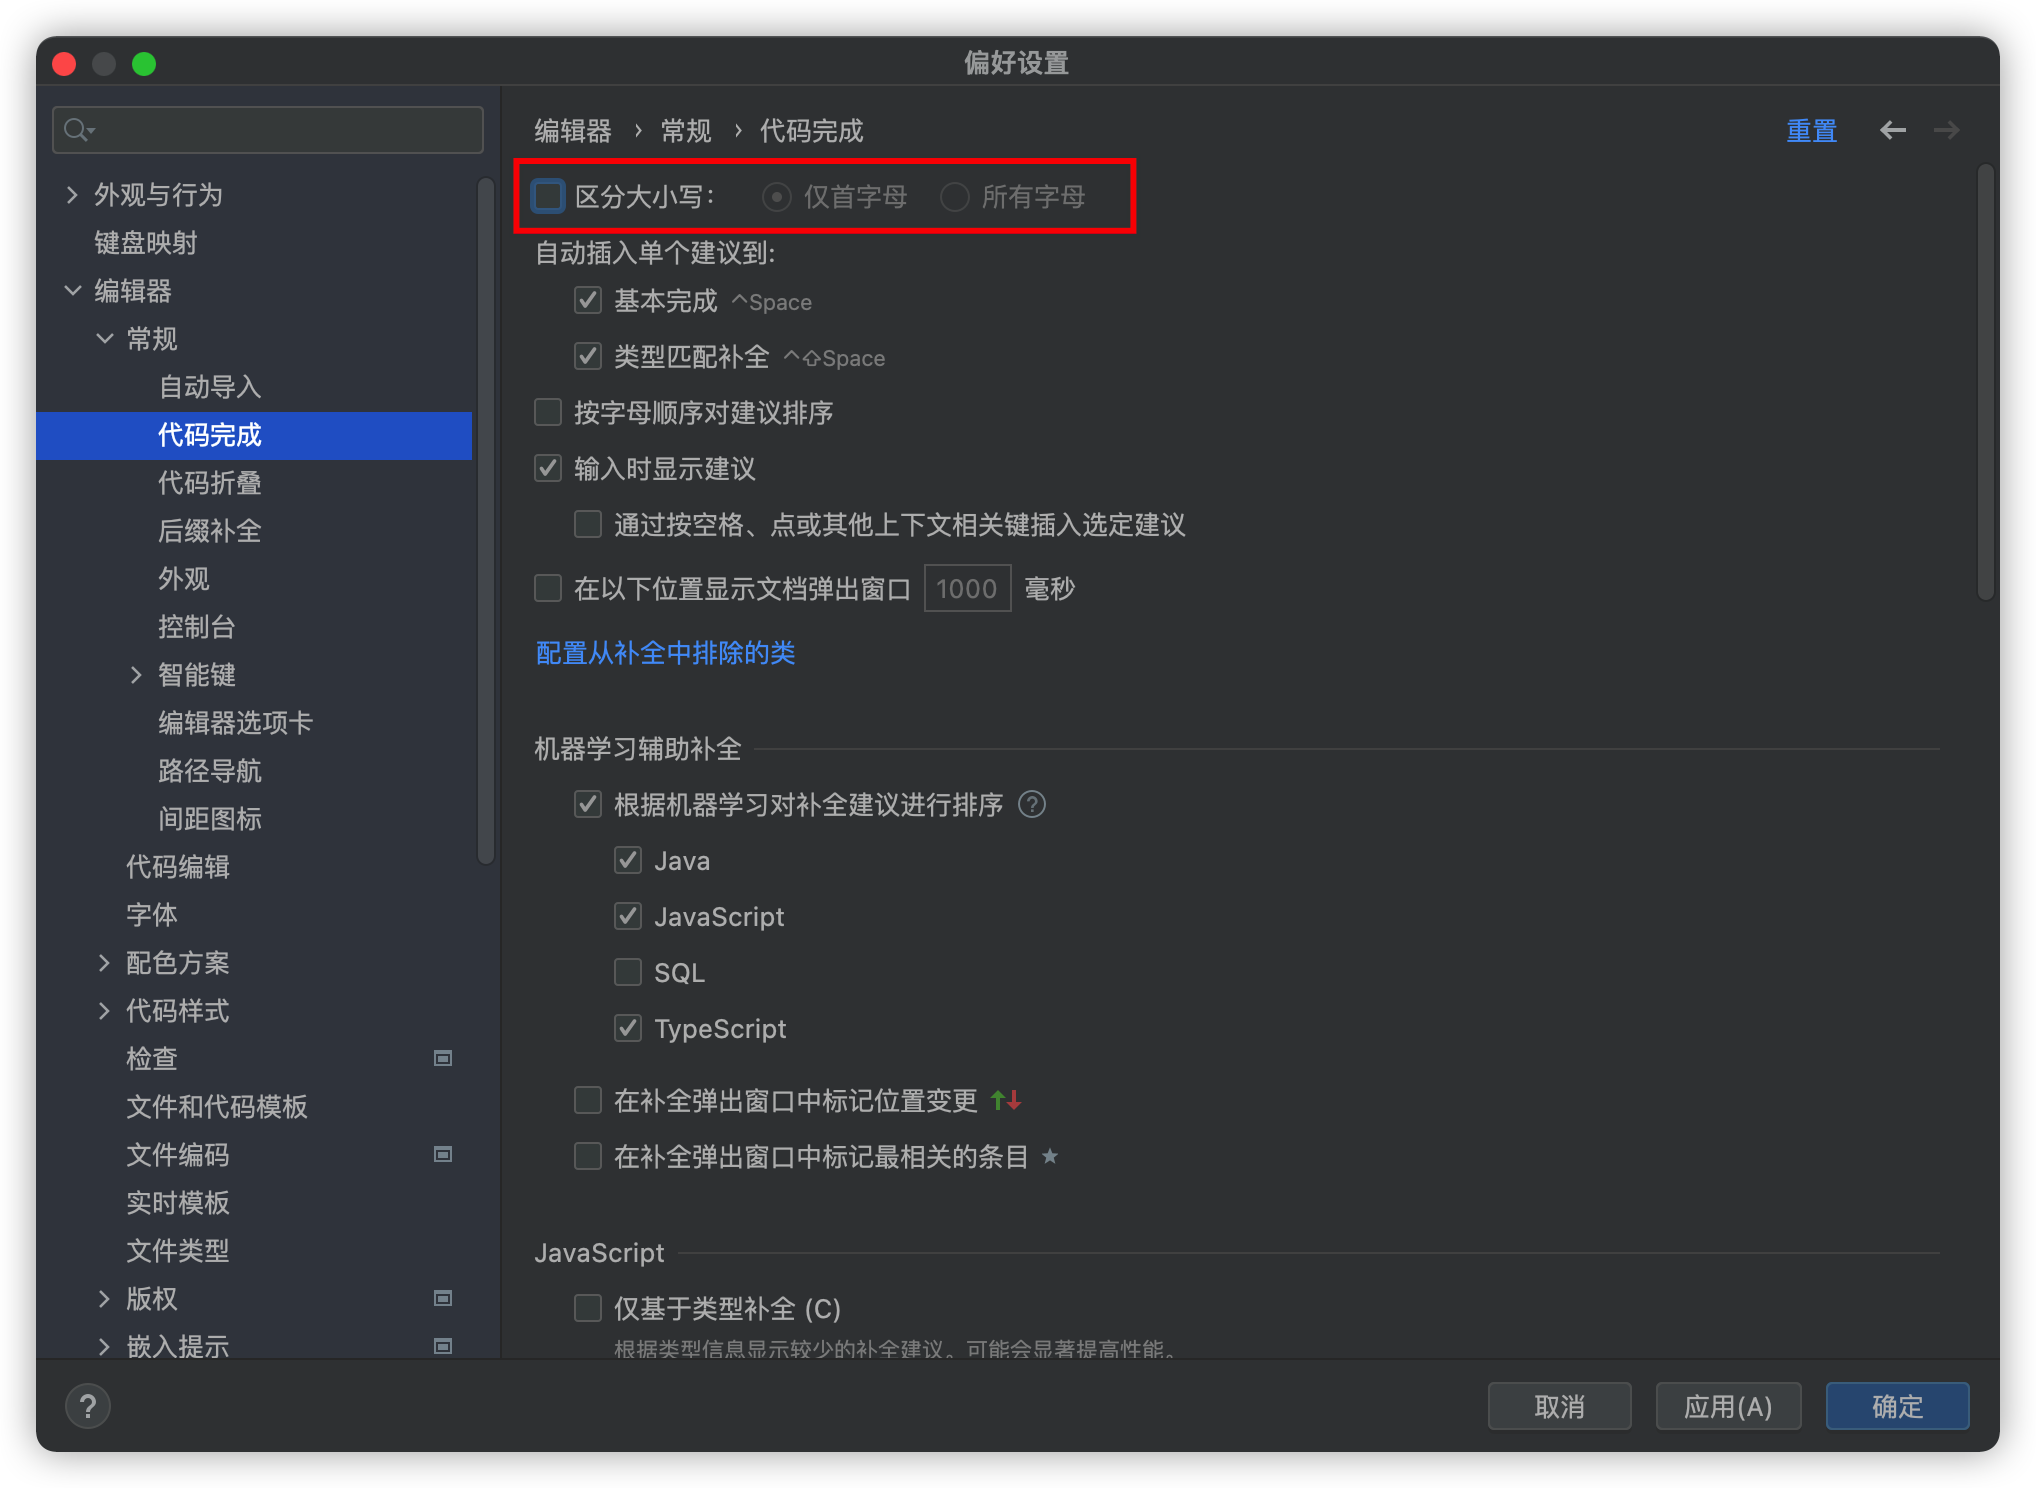 偏好设置
外观与行为
键盘映射
编辑器
常规
自动导入
代码完成
代码折叠
后缀补全
外观
控制台
智能键
编辑器选项卡
路径导航
间距图标
代码编辑
字体
配色方案
代码样式
检查
文件和代码模板
文件编码
实时模板
文件类型
版权
嵌入提示
编辑器 › 常规 › 代码完成
重置
区分大小写： 仅首字母 所有字母
自动插入单个建议到:
基本完成 ^Space
类型匹配补全 ^⇧Space
按字母顺序对建议排序
输入时显示建议
通过按空格、点或其他上下文相关键插入选定建议
在以下位置显示文档弹出窗口 1000 毫秒
配置从补全中排除的类
机器学习辅助补全
根据机器学习对补全建议进行排序 ?
Java
JavaScript
SQL
TypeScript
在补全弹出窗口中标记位置变更 ↑↓
在补全弹出窗口中标记最相关的条目 ★
JavaScript
仅基于类型补全 (C)
根据类型信息显示较少的补全建议。可能会显著提高性能。
?
取消 应用(A) 确定